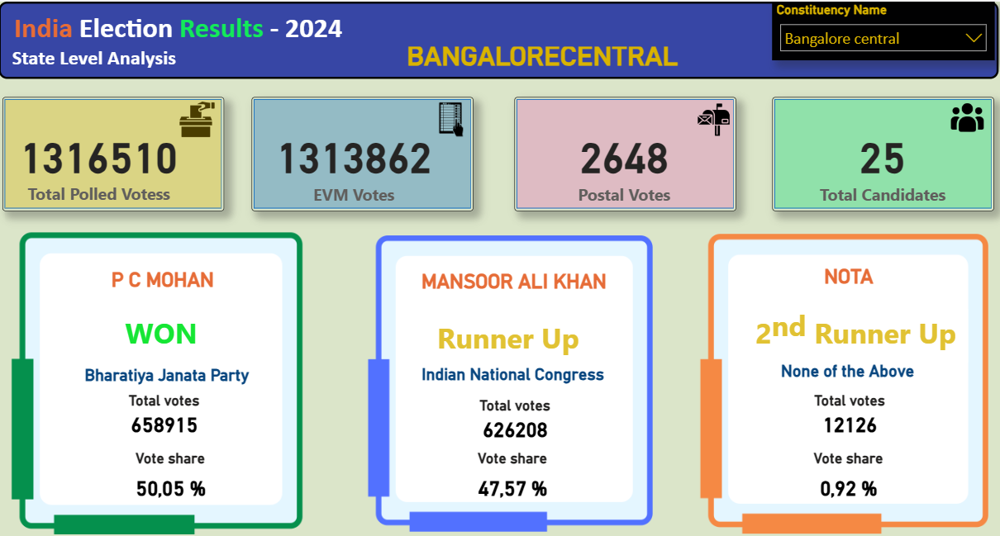 India Election Results - 2024
State Level Analysis
BANGALORECENTRAL
Constituency Name
Bangalore central
1316510
Total Polled Votess
1313862
EVM Votes
2648
Postal Votes
25
Total Candidates
P C MOHAN
WON
Bharatiya Janata Party
Total votes
658915
Vote share
50,05 %
MANSOOR ALI KHAN
Runner Up
Indian National Congress
Total votes
626208
Vote share
47,57 %
NOTA
2nd Runner Up
None of the Above
Total votes
12126
Vote share
0,92 %